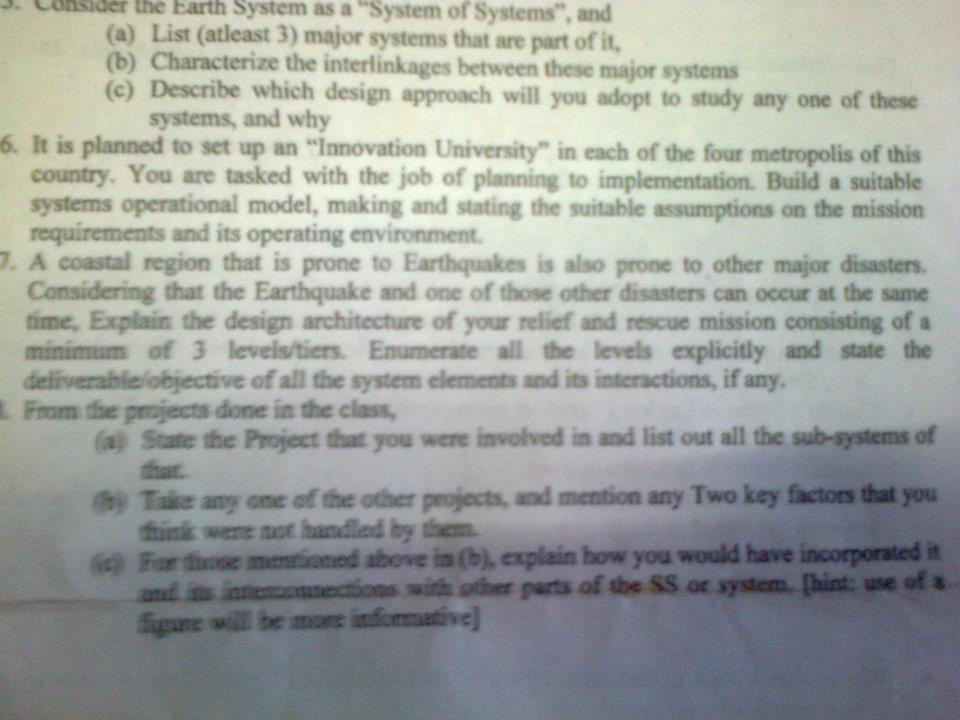 5. Consider the Earth System as a "System of Systems", and
(a) List (atleast 3) major systems that are part of it,
(b) Characterize the interlinkages between these major systems
(c) Describe which design approach will you adopt to study any one of these
systems, and why
6. It is planned to set up an "Innovation University" in each of the four metropolis of this
country. You are tasked with the job of planning to implementation. Build a suitable
systems operational model, making and stating the suitable assumptions on the mission
requirements and its operating environment.
7. A coastal region that is prone to Earthquakes is also prone to other major disasters.
Considering that the Earthquake and one of those other disasters can occur at the same
time, Explain the design architecture of your relief and rescue mission consisting of a
minimum of 3 levels/tiers. Enumerate all the levels explicitly and state the
deliverable/objective of all the system elements and its interactions, if any.
From the projects done in the class,
(a) State the Project that you were involved in and list out all the sub-systems of
that.
(b) Take any one of the other projects, and mention any Two key factors that you
think were not handled by them.
(c) For those mentioned above in (b), explain how you would have incorporated it
and its interconnections with other parts of the SS or system. [hint: use of a
figure will be more informative]